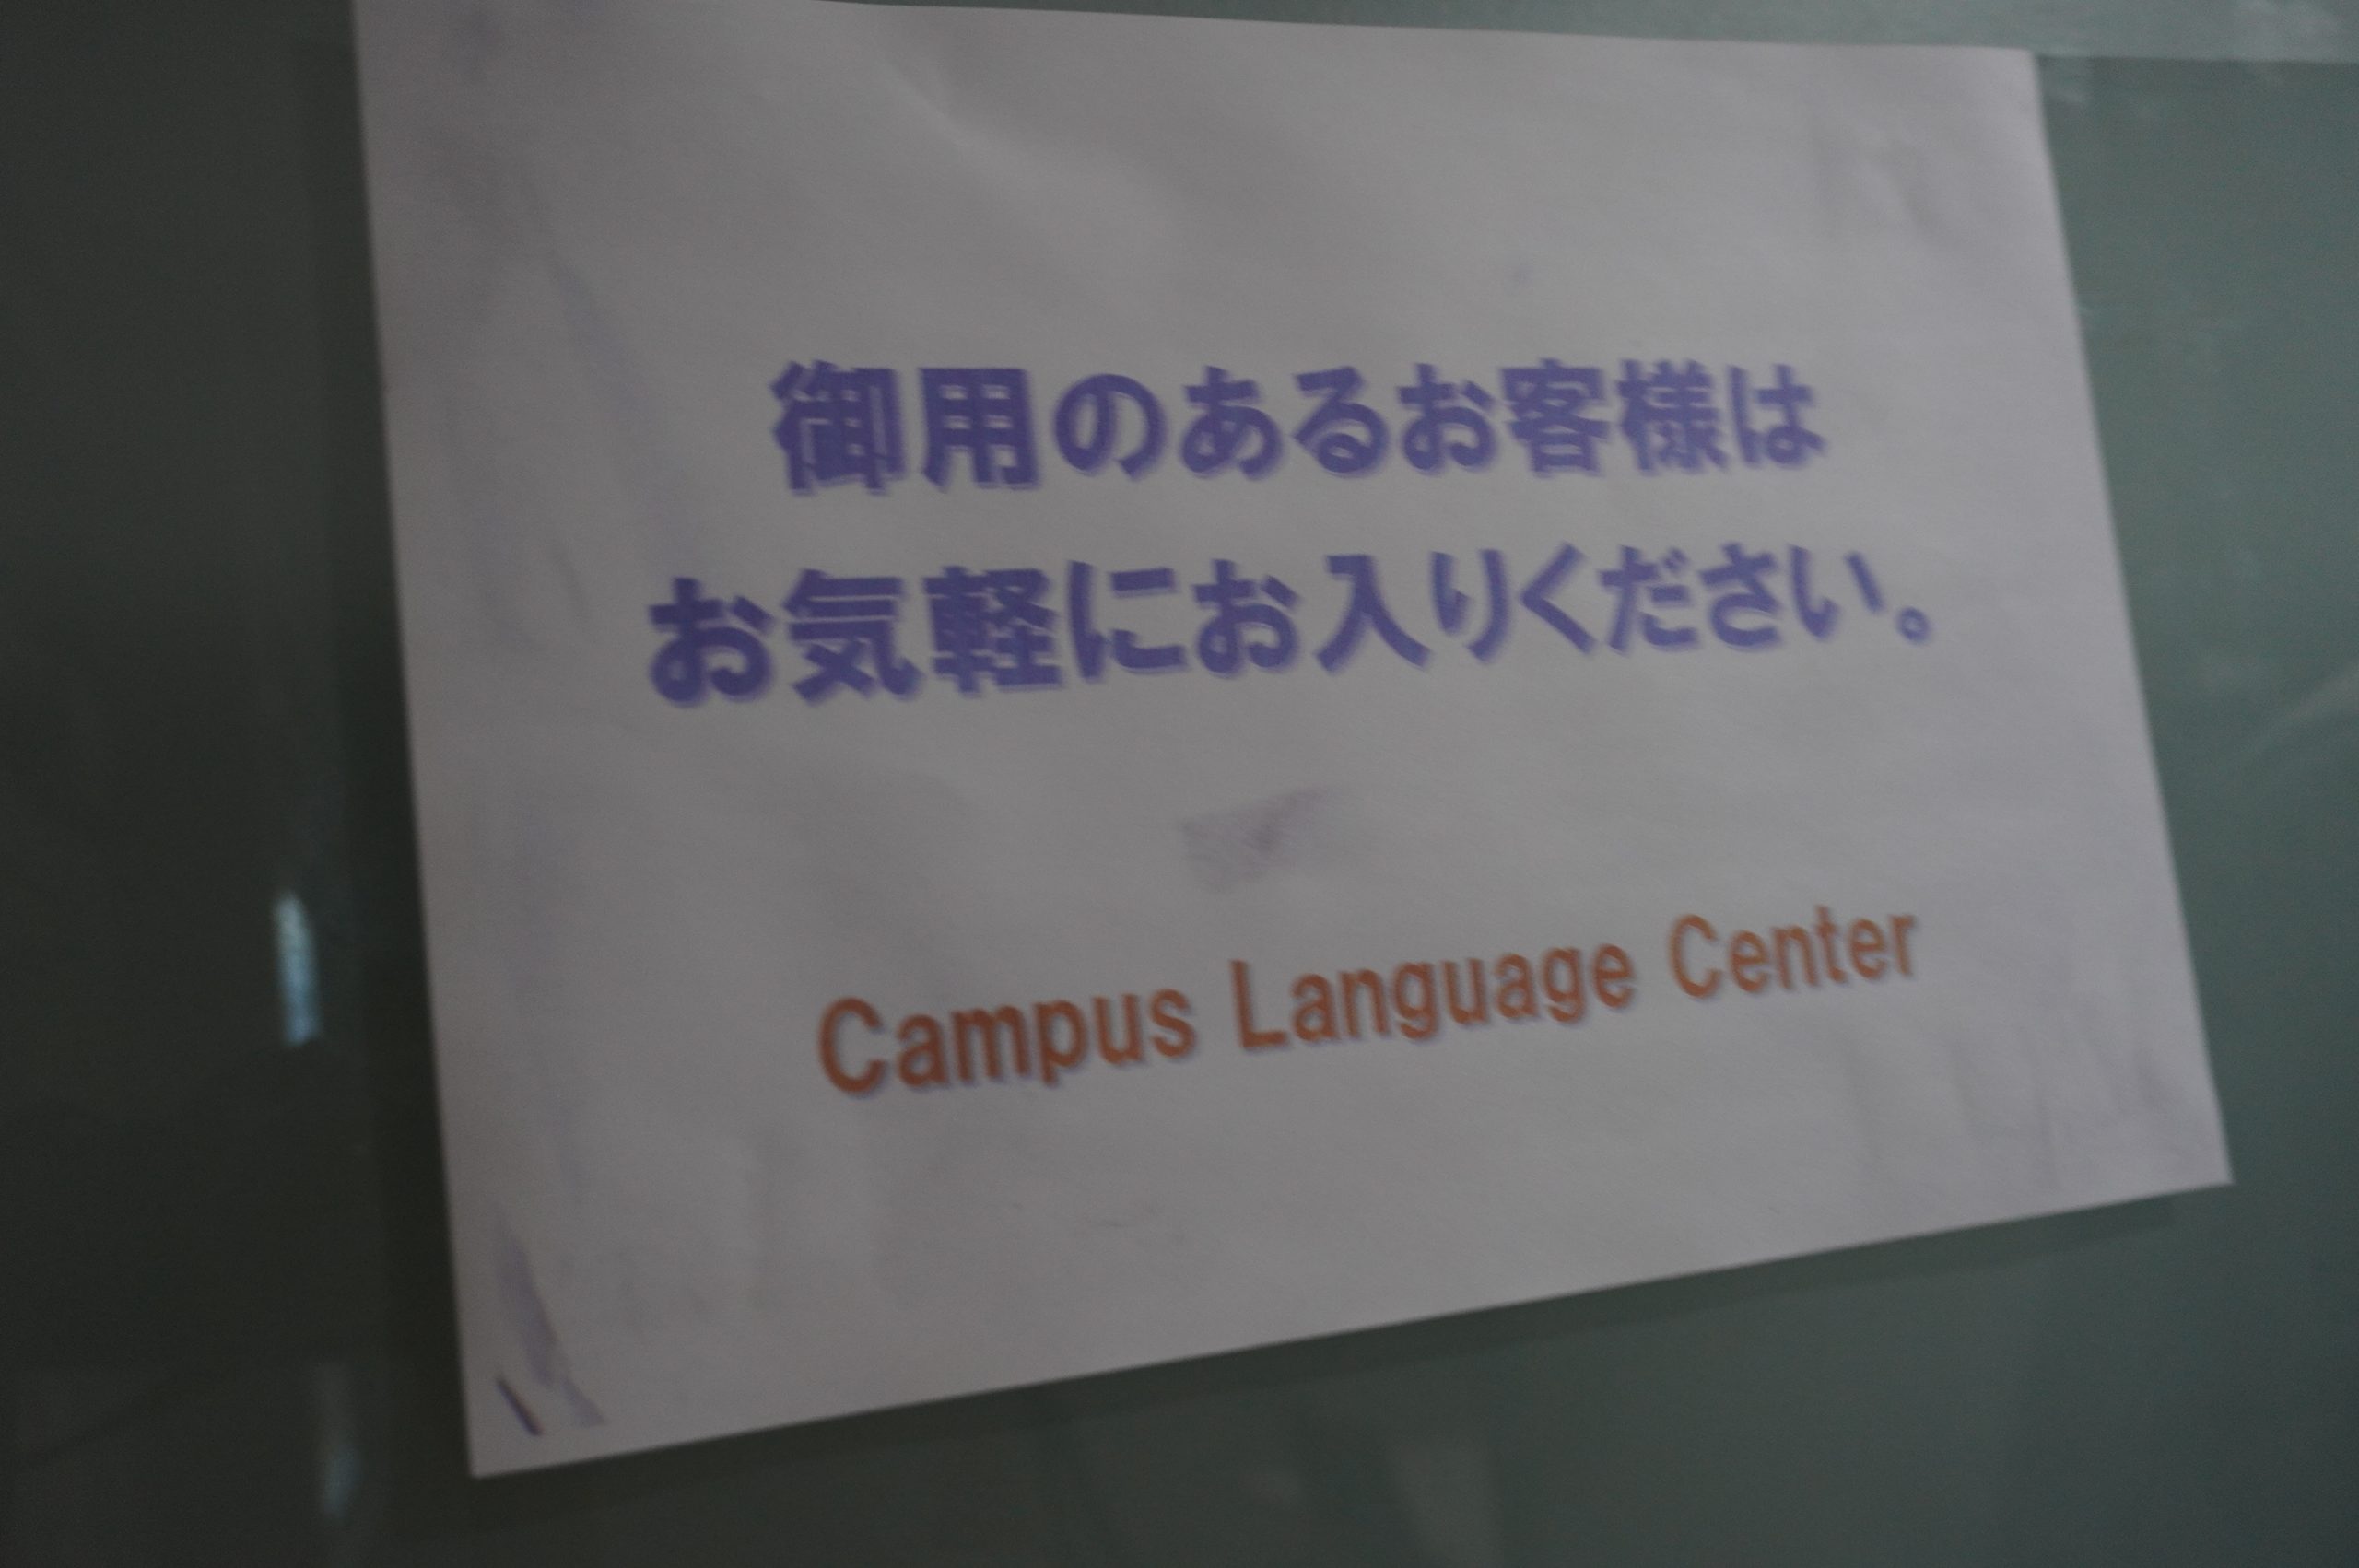 御用のあるお客様は
お気軽にお入りください。
Campus Language Center